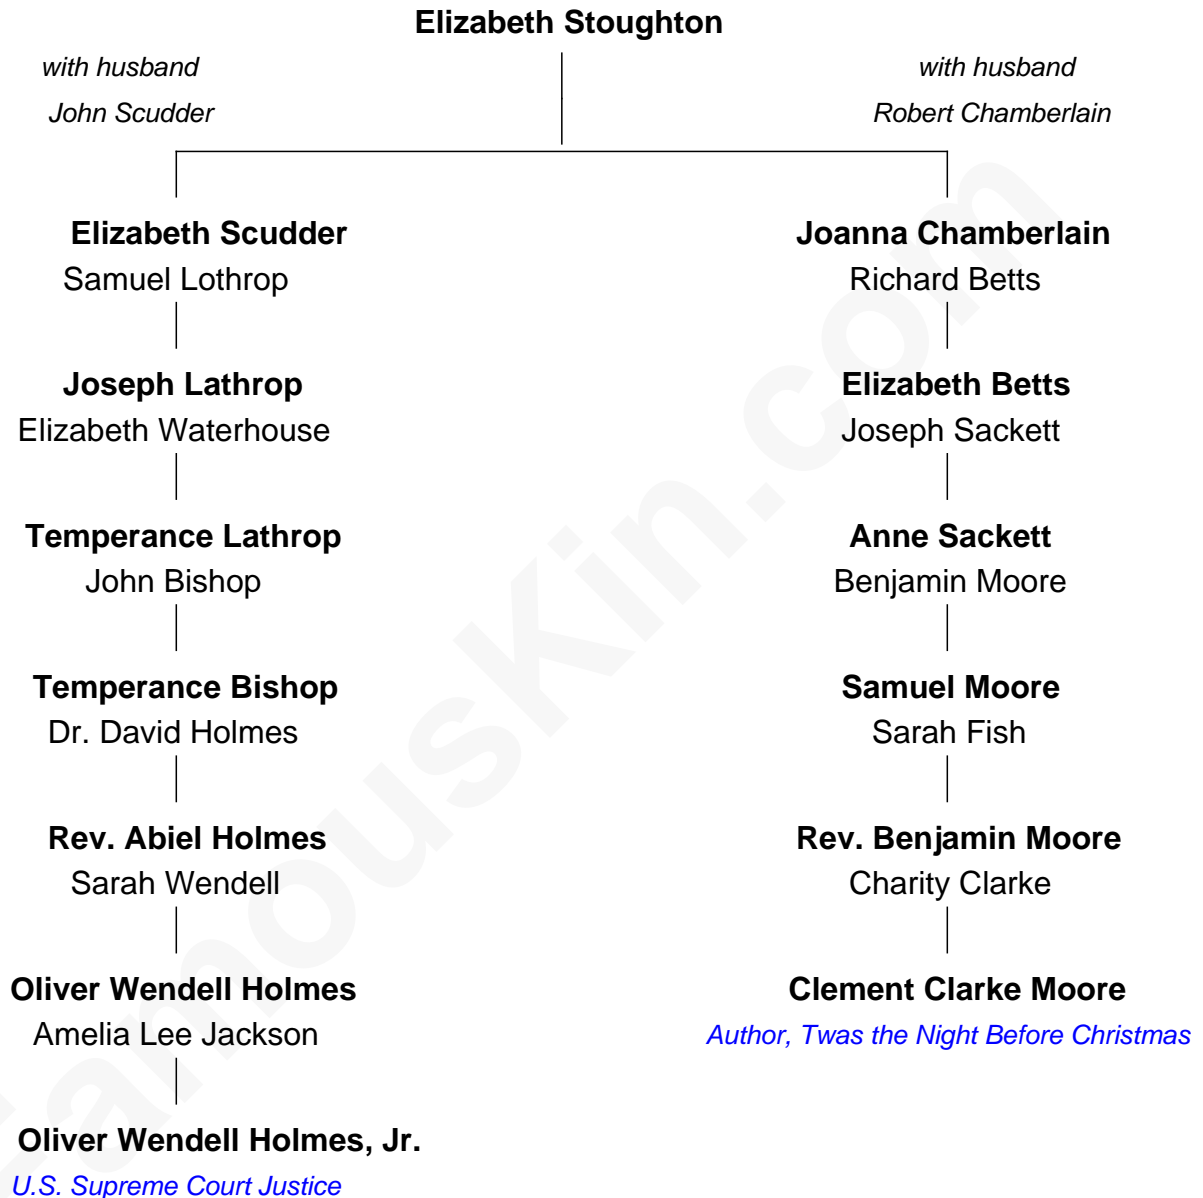 Elizabeth Stoughton
with husband
with husband
John Scudder
Robert Chamberlain
Elizabeth Scudder
Joanna Chamberlain
Samuel Lothrop
Richard Betts
Joseph Lathrop
Elizabeth Betts
Elizabeth Waterhouse
Joseph Sackett
Temperance Lathrop
Anne Sackett
John Bishop
Benjamin Moore
Temperance Bishop
Samuel Moore
Dr. David Holmes
Sarah Fish
Rev. Abiel Holmes
Rev. Benjamin Moore
Sarah Wendell
Charity Clarke
Oliver Wendell Holmes
Clement Clarke Moore
Amelia Lee Jackson
Author, Twas the Night Before Christmas
Oliver Wendell Holmes, Jr.
U.S. Supreme Court Justice
FamousKin.com